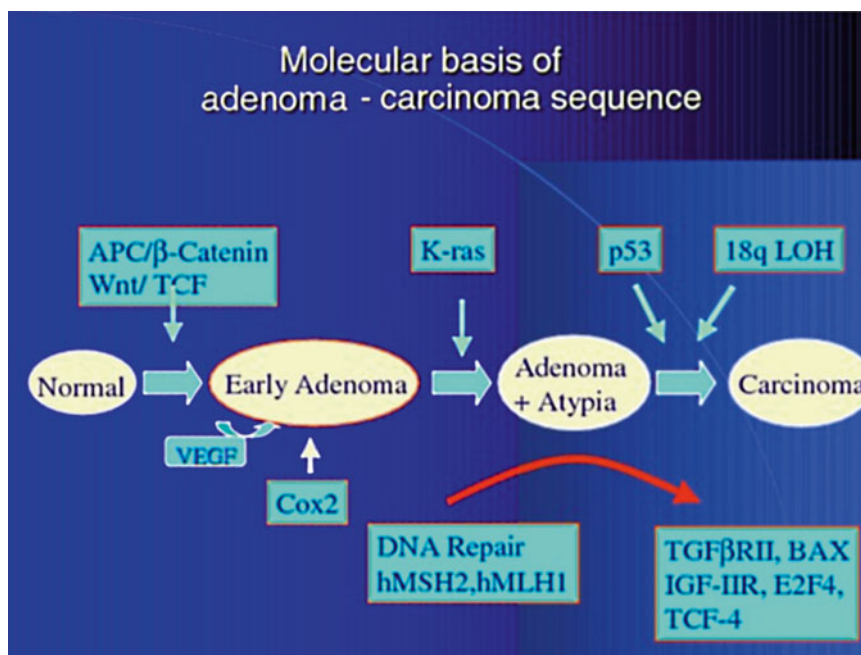 Molecular basis of
adenoma - carcinoma sequence
APC/β-Catenin
Wnt/ TCF
K-ras
p53
18q LOH
Normal
Early Adenoma
Adenoma
+ Atypia
Carcinoma
VEGF
Cox2
DNA Repair
hMSH2,hMLH1
TGFβRII, BAX
IGF-IIR, E2F4,
TCF-4